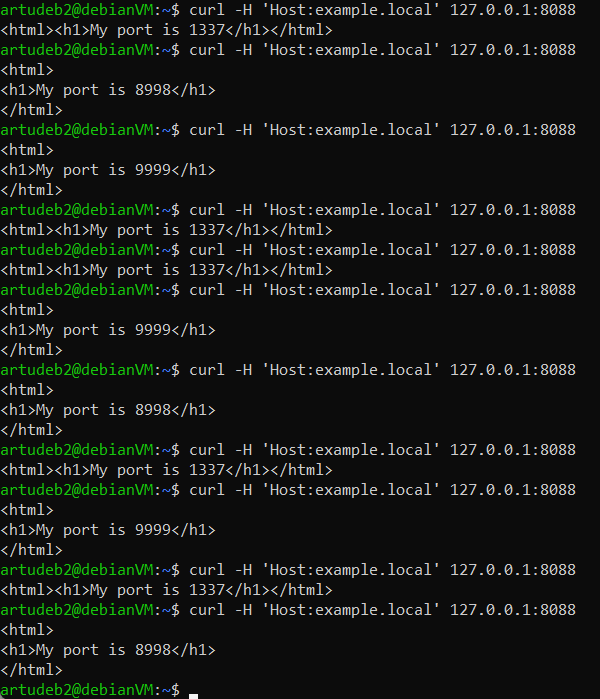 artudeb2@debianVM:~$ curl -H 'Host:example.local' 127.0.0.1:8088
<html><h1>My port is 1337</h1></html>
artudeb2@debianVM:~$ curl -H 'Host:example.local' 127.0.0.1:8088
<html>
<h1>My port is 8998</h1>
</html>
artudeb2@debianVM:~$ curl -H 'Host:example.local' 127.0.0.1:8088
<html>
<h1>My port is 9999</h1>
</html>
artudeb2@debianVM:~$ curl -H 'Host:example.local' 127.0.0.1:8088
<html><h1>My port is 1337</h1></html>
artudeb2@debianVM:~$ curl -H 'Host:example.local' 127.0.0.1:8088
<html><h1>My port is 1337</h1></html>
artudeb2@debianVM:~$ curl -H 'Host:example.local' 127.0.0.1:8088
<html>
<h1>My port is 9999</h1>
</html>
artudeb2@debianVM:~$ curl -H 'Host:example.local' 127.0.0.1:8088
<html>
<h1>My port is 8998</h1>
</html>
artudeb2@debianVM:~$ curl -H 'Host:example.local' 127.0.0.1:8088
<html><h1>My port is 1337</h1></html>
artudeb2@debianVM:~$ curl -H 'Host:example.local' 127.0.0.1:8088
<html>
<h1>My port is 9999</h1>
</html>
artudeb2@debianVM:~$ curl -H 'Host:example.local' 127.0.0.1:8088
<html><h1>My port is 1337</h1></html>
artudeb2@debianVM:~$ curl -H 'Host:example.local' 127.0.0.1:8088
<html>
<h1>My port is 8998</h1>
</html>
artudeb2@debianVM:~$